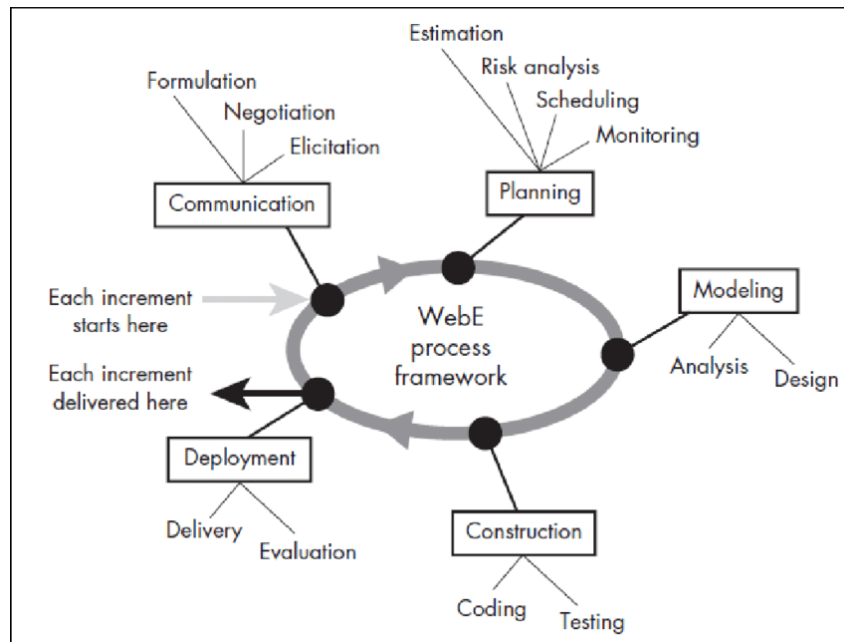 Estimation
Risk analysis
Scheduling
Monitoring
Planning
Formulation
Negotiation
Elicitation
Communication
Each increment
starts here
WebE
process
framework
Modeling
Analysis
Design
Each increment
delivered here
Deployment
Delivery
Evaluation
Construction
Coding
Testing